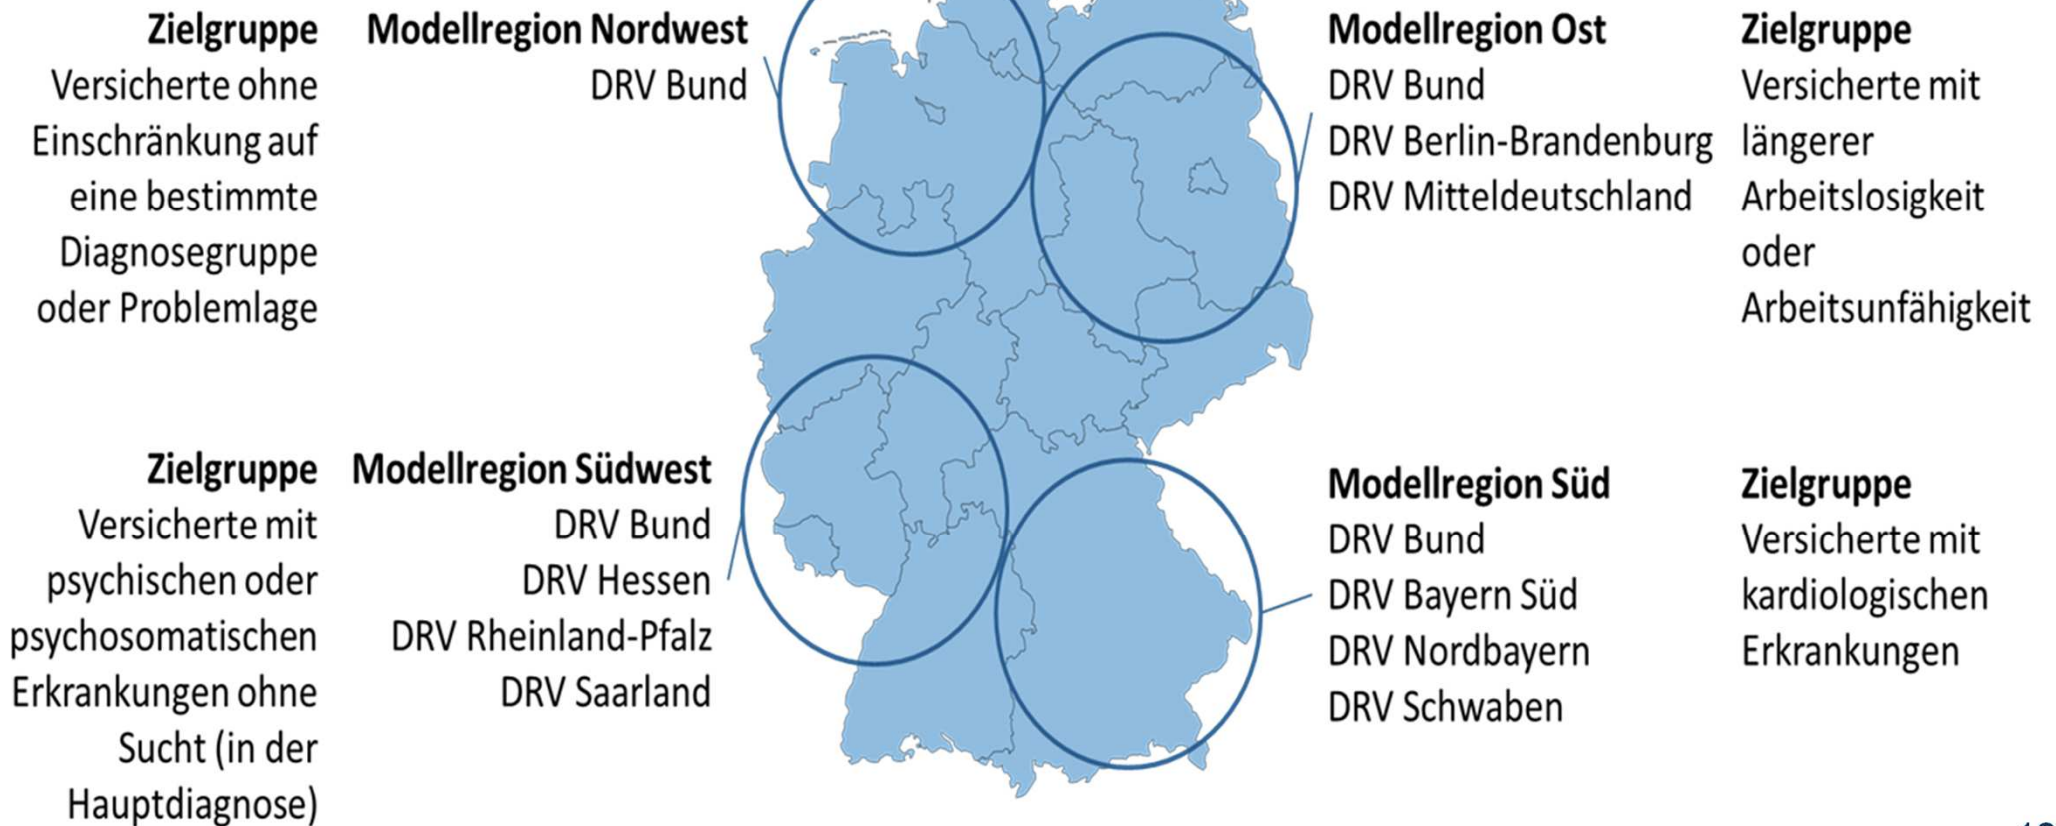 Zielgruppe
Versicherte ohne
Einschränkung auf
eine bestimmte
Diagnosegruppe
oder Problemlage
Modellregion Nordwest
DRV Bund
Modellregion Ost
DRV Bund
DRV Berlin-Brandenburg
DRV Mitteldeutschland
Zielgruppe
Versicherte mit
längerer
Arbeitslosigkeit
oder
Arbeitsunfähigkeit
Zielgruppe
Versicherte mit
psychischen oder
psychosomatischen
Erkrankungen ohne
Sucht (in der
Hauptdiagnose)
Modellregion Südwest
DRV Bund
DRV Hessen
DRV Rheinland-Pfalz
DRV Saarland
Modellregion Süd
DRV Bund
DRV Bayern Süd
DRV Nordbayern
DRV Schwaben
Zielgruppe
Versicherte mit
kardiologischen
Erkrankungen